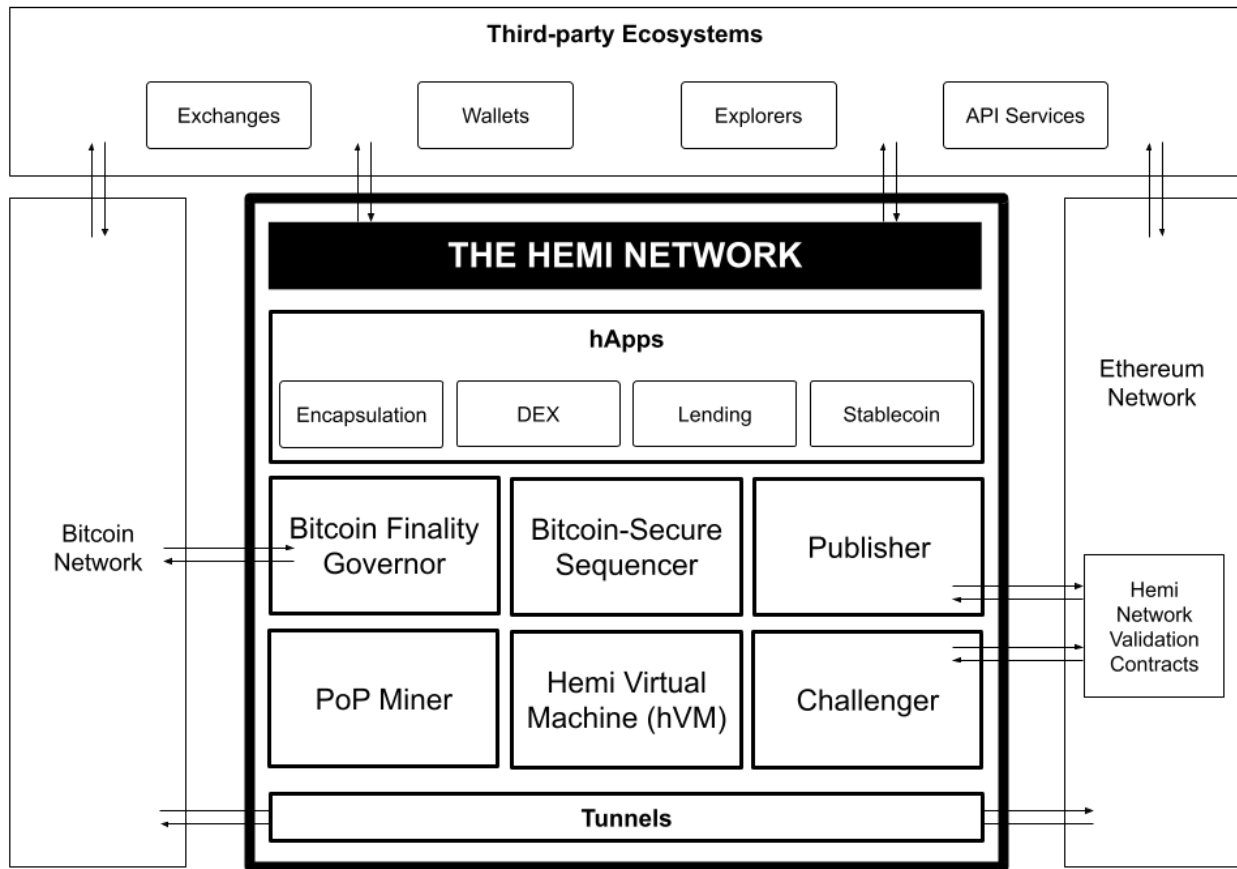 Third-party Ecosystems
Exchanges
Wallets
Explorers
API Services
THE HEMI NETWORK
hApps
Encapsulation
DEX
Lending
Stablecoin
Ethereum
Network
Bitcoin
Network
Bitcoin Finality
Governor
Bitcoin-Secure
Sequencer
Publisher
Hemi
Network
Validation
Contracts
PoP Miner
Hemi Virtual
Machine (hVM)
Challenger
Tunnels